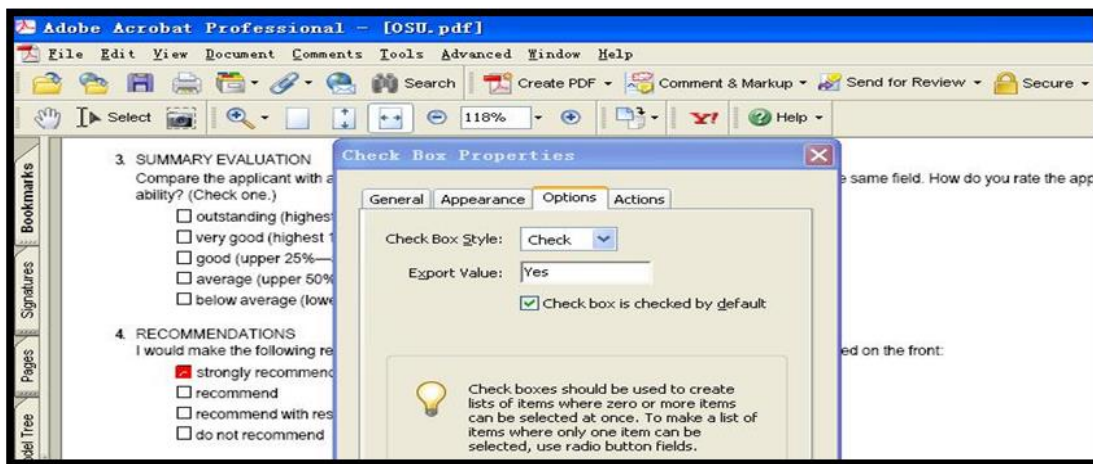 Adobe Acrobat Professional - [OSU.pdf]
File Edit View Document Comments Tools Advanced Window Help
Search Create PDF Comment & Markup Send for Review Secure
Select 118% Y! Help
Bookmarks
Signatures
Pages
Model Tree
3. SUMMARY EVALUATION
Compare the applicant with a
e same field. How do you rate the app
ability? (Check one.)
outstanding (highest
very good (highest 1
good (upper 25%—
average (upper 50%
below average (lowe
4. RECOMMENDATIONS
I would make the following re
ed on the front:
strongly recommend
recommend
recommend with res
do not recommend
Check Box Properties
General Appearance Options Actions
Check Box Style: Check
Export Value: Yes
Check box is checked by default
Check boxes should be used to create
lists of items where zero or more items
can be selected at once. To make a list of
items where only one item can be
selected, use radio button fields.